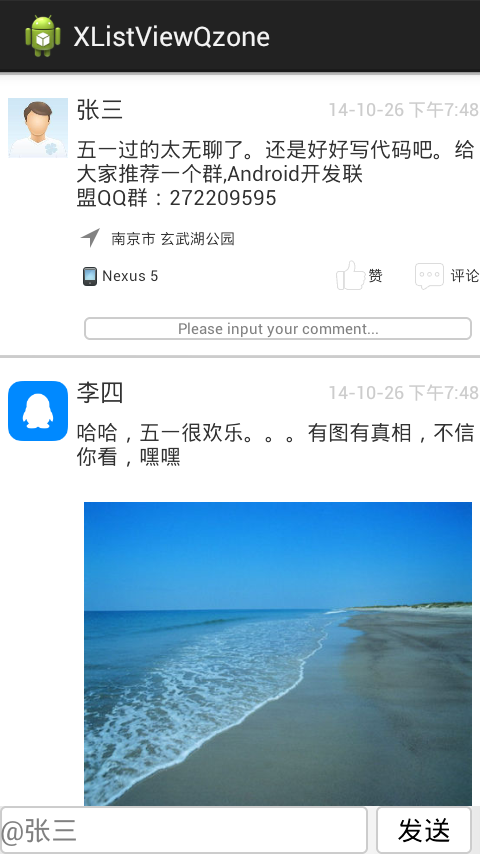 XListViewQzone
张三 14-10-26 下午7:48
五一过的太无聊了。还是好好写代码吧。给
大家推荐一个群,Android开发联
盟QQ群：272209595
南京市 玄武湖公园
Nexus 5 赞 评论
Please input your comment...
李四 14-10-26 下午7:48
哈哈，五一很欢乐。。。有图有真相，不信
你看，嘿嘿
@张三 发送